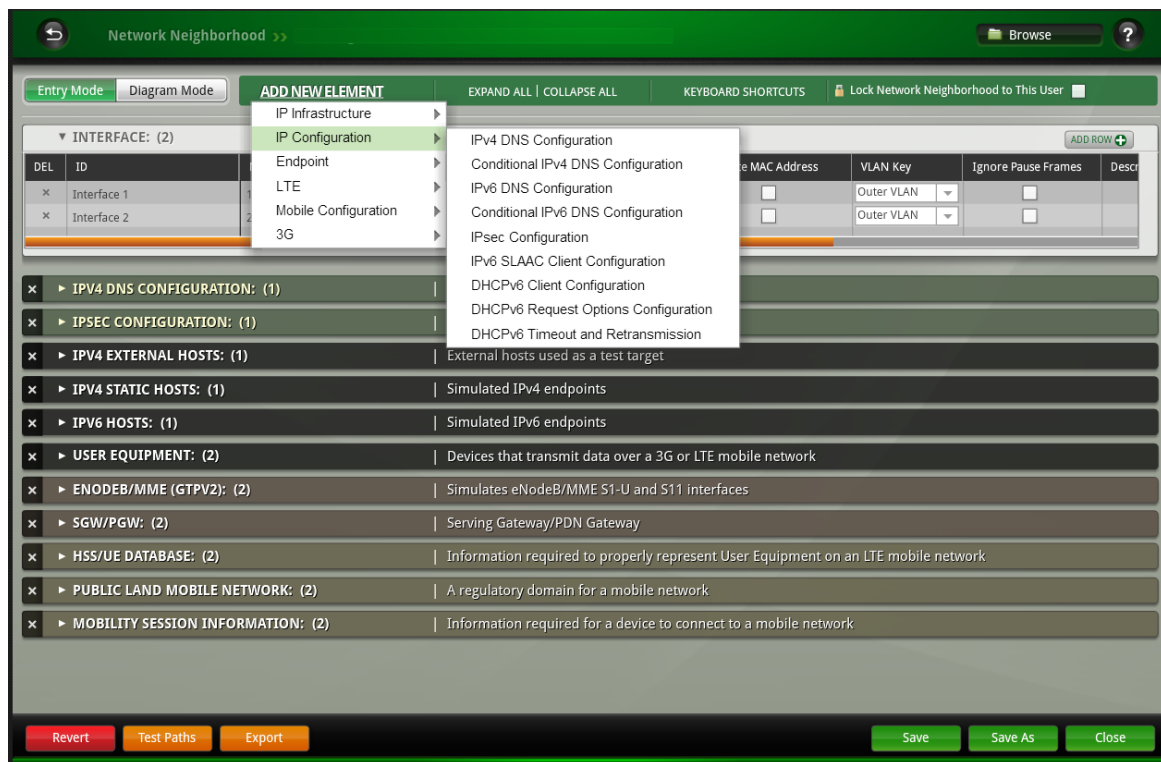 Network Neighborhood >>
Browse
?
Entry Mode
Diagram Mode
ADD NEW ELEMENT
EXPAND ALL | COLLAPSE ALL
KEYBOARD SHORTCUTS
Lock Network Neighborhood to This User
IP Infrastructure
IP Configuration
Endpoint
LTE
Mobile Configuration
3G
IPv4 DNS Configuration
Conditional IPv4 DNS Configuration
IPv6 DNS Configuration
Conditional IPv6 DNS Configuration
IPsec Configuration
IPv6 SLAAC Client Configuration
DHCPv6 Client Configuration
DHCPv6 Request Options Configuration
DHCPv6 Timeout and Retransmission
INTERFACE: (2)
ADD ROW
DEL ID MAC Address VLAN Key Ignore Pause Frames
× Interface 1 1 Outer VLAN
× Interface 2 2 Outer VLAN
× IPV4 DNS CONFIGURATION: (1) |
× IPSEC CONFIGURATION: (1) |
× IPV4 EXTERNAL HOSTS: (1) | External hosts used as a test target
× IPV4 STATIC HOSTS: (1) | Simulated IPv4 endpoints
× IPV6 HOSTS: (1) | Simulated IPv6 endpoints
× USER EQUIPMENT: (2) | Devices that transmit data over a 3G or LTE mobile network
× ENODEB/MME (GTPV2): (2) | Simulates eNodeB/MME S1-U and S11 interfaces
× SGW/PGW: (2) | Serving Gateway/PDN Gateway
× HSS/UE DATABASE: (2) | Information required to properly represent User Equipment on an LTE mobile network
× PUBLIC LAND MOBILE NETWORK: (2) | A regulatory domain for a mobile network
× MOBILITY SESSION INFORMATION: (2) | Information required for a device to connect to a mobile network
Revert
Test Paths
Export
Save
Save As
Close